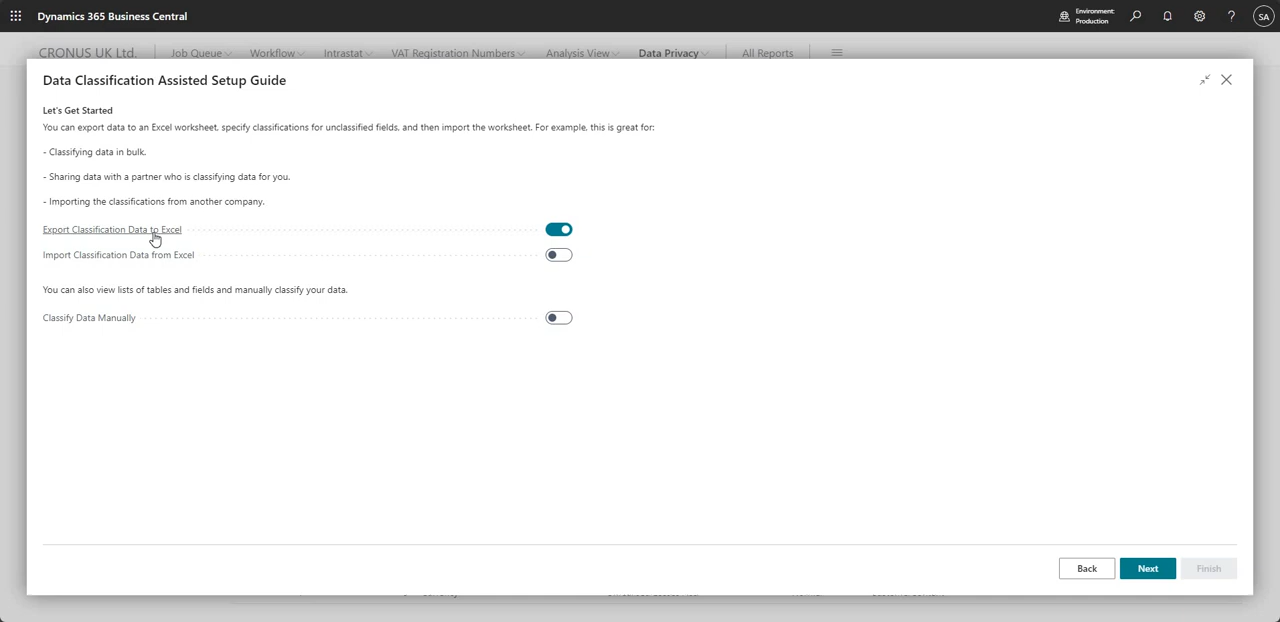 Dynamics 365 Business Central
Environment:
Production
SA
CRONUS UK Ltd.
Job Queue
Workflow
Intrastat
VAT Registration Numbers
Analysis View
Data Privacy
All Reports
Data Classification Assisted Setup Guide
Let's Get Started
You can export data to an Excel worksheet, specify classifications for unclassified fields, and then import the worksheet. For example, this is great for:
- Classifying data in bulk.
- Sharing data with a partner who is classifying data for you.
- Importing the classifications from another company.
Export Classification Data to Excel
Import Classification Data from Excel
You can also view lists of tables and fields and manually classify your data.
Classify Data Manually
Back
Next
Finish